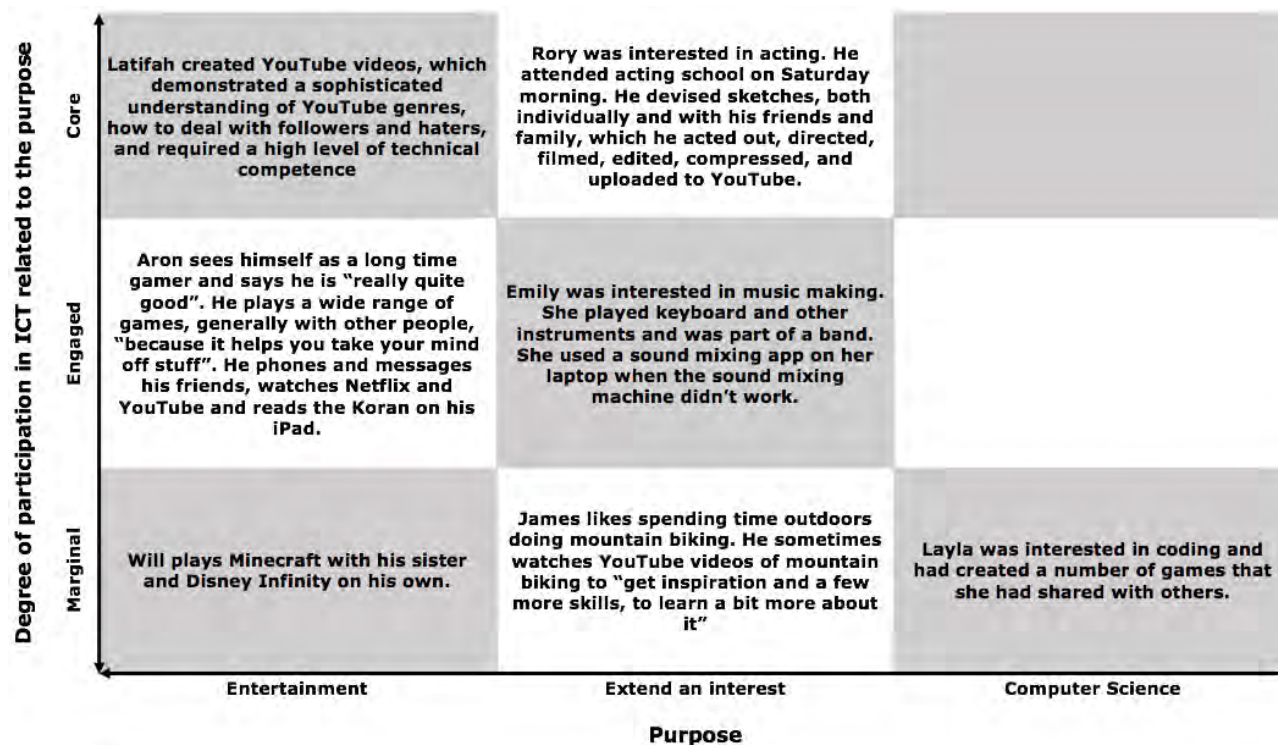 Degree of participation in ICT related to the purpose
Core
Latifah created YouTube videos, which
demonstrated a sophisticated
understanding of YouTube genres,
how to deal with followers and haters,
and required a high level of technical
competence
Rory was interested in acting. He
attended acting school on Saturday
morning. He devised sketches, both
individually and with his friends and
family, which he acted out, directed,
filmed, edited, compressed, and
uploaded to YouTube.
Engaged
Aron sees himself as a long time
gamer and says he is “really quite
good”. He plays a wide range of
games, generally with other people,
“because it helps you take your mind
off stuff”. He phones and messages
his friends, watches Netflix and
YouTube and reads the Koran on his
iPad.
Emily was interested in music making.
She played keyboard and other
instruments and was part of a band.
She used a sound mixing app on her
laptop when the sound mixing
machine didn’t work.
Marginal
Will plays Minecraft with his sister
and Disney Infinity on his own.
James likes spending time outdoors
doing mountain biking. He sometimes
watches YouTube videos of mountain
biking to “get inspiration and a few
more skills, to learn a bit more about
it”
Layla was interested in coding and
had created a number of games that
she had shared with others.
Entertainment
Extend an interest
Computer Science
Purpose